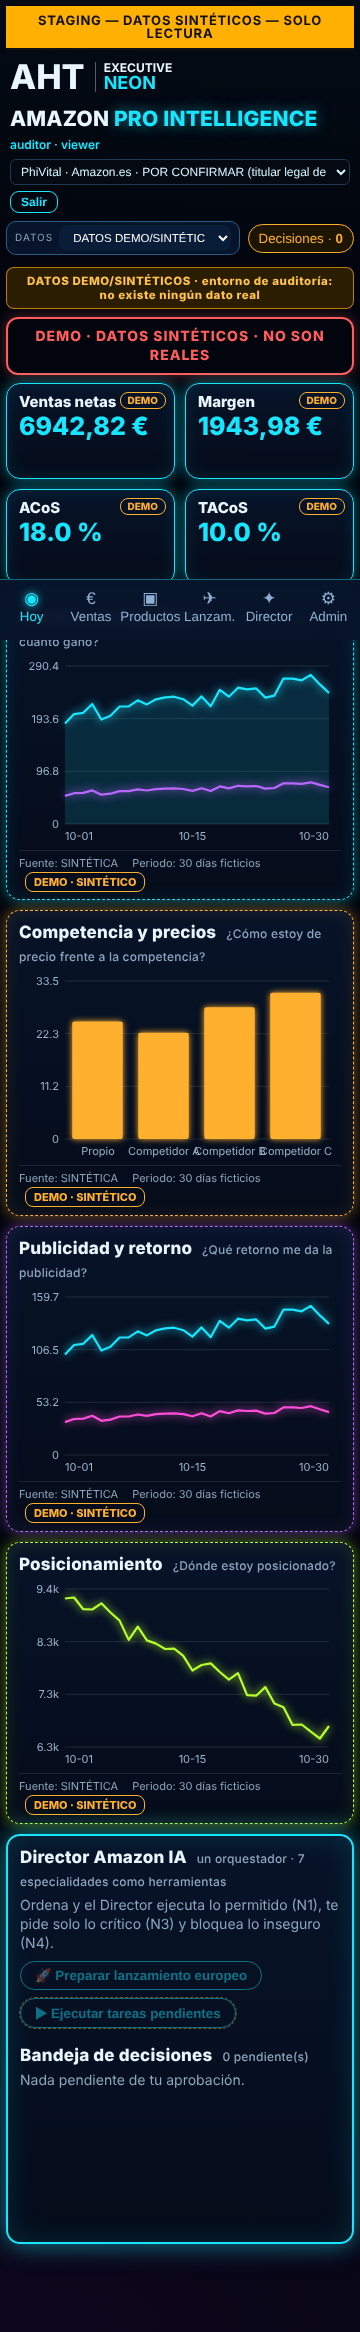 STAGING — DATOS SINTÉTICOS — SOLO
LECTURA
AHT
EXECUTIVE
NEON
AMAZON PRO INTELLIGENCE
auditor · viewer
PhiVital · Amazon.es · POR CONFIRMAR (titular legal de
Salir
DATOS
DATOS DEMO/SINTÉTIC
Decisiones · 0
DATOS DEMO/SINTÉTICOS · entorno de auditoría:
no existe ningún dato real
DEMO · DATOS SINTÉTICOS · NO SON
REALES
Ventas netas DEMO
6942,82 €
Margen DEMO
1943,98 €
ACoS DEMO
18.0 %
TACoS DEMO
10.0 %
Hoy
€ Ventas
Productos
Lanzam.
Director
Admin
cuánto gano?
290.4
193.6
96.8
0
10-01 10-15 10-30
Fuente: SINTÉTICA Periodo: 30 días ficticios
DEMO · SINTÉTICO
Competencia y precios ¿Cómo estoy de
precio frente a la competencia?
33.5
22.3
11.2
0
Propio Competidor A Competidor B Competidor C
Fuente: SINTÉTICA Periodo: 30 días ficticios
DEMO · SINTÉTICO
Publicidad y retorno ¿Qué retorno me da la
publicidad?
159.7
106.5
53.2
0
10-01 10-15 10-30
Fuente: SINTÉTICA Periodo: 30 días ficticios
DEMO · SINTÉTICO
Posicionamiento ¿Dónde estoy posicionado?
9.4k
8.3k
7.3k
6.3k
10-01 10-15 10-30
Fuente: SINTÉTICA Periodo: 30 días ficticios
DEMO · SINTÉTICO
Director Amazon IA un orquestador · 7
especialidades como herramientas
Ordena y el Director ejecuta lo permitido (N1), te
pide solo lo crítico (N3) y bloquea lo inseguro
(N4).
🚀 Preparar lanzamiento europeo
▶ Ejecutar tareas pendientes
Bandeja de decisiones 0 pendiente(s)
Nada pendiente de tu aprobación.